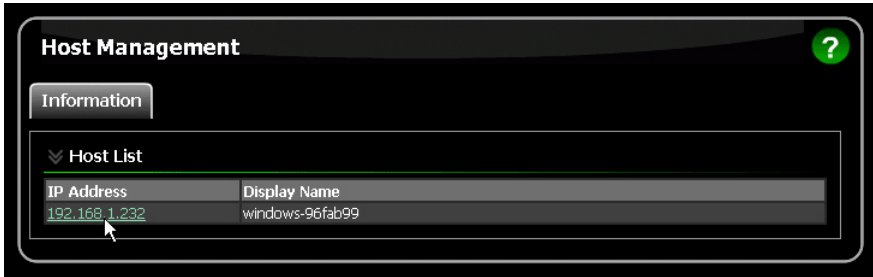 Host Management
?
Information
Host List
IP Address Display Name
192.168.1.232 windows-96fab99